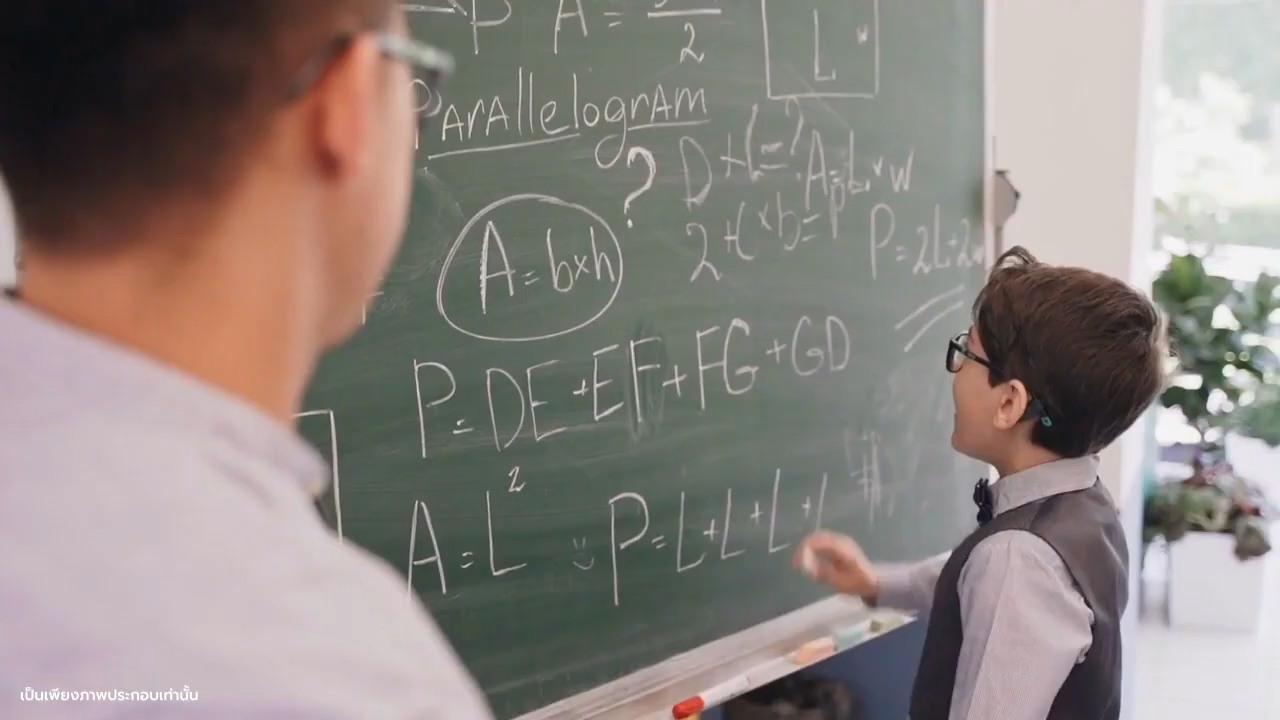 P A = 2
L w
Parallelogram
?
D + L = ? A = L × w
2 + L × b = P P = 2L + 2w
A = b×h
P = DE + EF + FG + GD
A = L²
P = L + L + L + L
เป็นเพียงภาพประกอบเท่านั้น